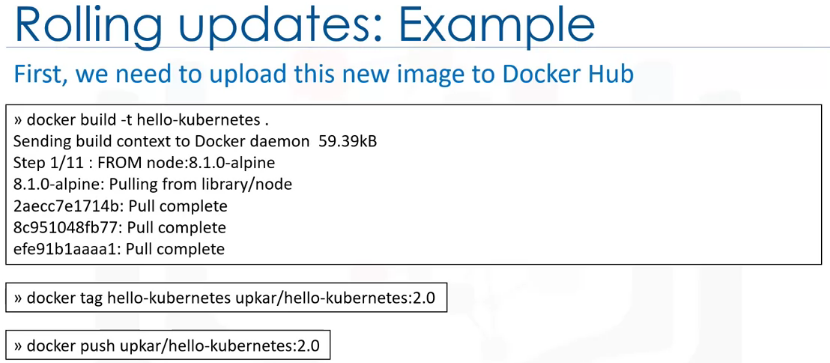 Rolling updates: Example
First, we need to upload this new image to Docker Hub
» docker build -t hello-kubernetes .
Sending build context to Docker daemon  59.39kB
Step 1/11 : FROM node:8.1.0-alpine
8.1.0-alpine: Pulling from library/node
2aecc7e1714b: Pull complete
8c951048fb77: Pull complete
efe91b1aaaa1: Pull complete
» docker tag hello-kubernetes upkar/hello-kubernetes:2.0
» docker push upkar/hello-kubernetes:2.0